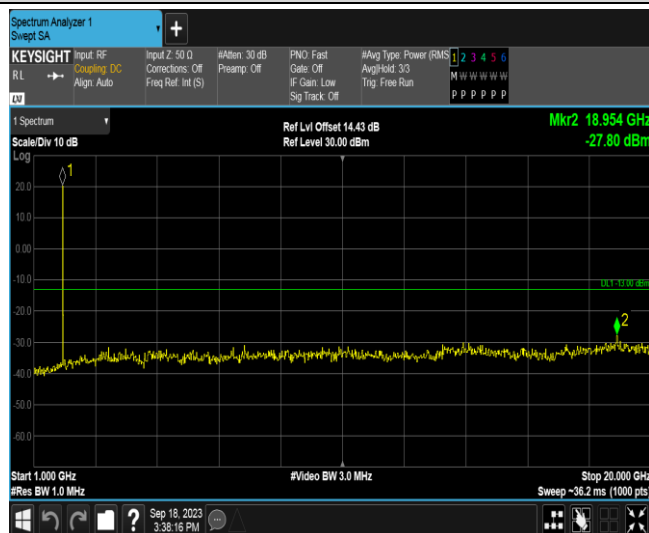 Spectrum Analyzer 1
Swept SA
+
KEYSIGHT
RL
LXI
Input: RF
Coupling: DC
Align: Auto
Input Z: 50 Ω
Corrections: Off
Freq Ref: Int (S)
#Atten: 30 dB
Preamp: Off
PNO: Fast
Gate: Off
IF Gain: Low
Sig Track: Off
#Avg Type: Power (RMS
Avg|Hold: 3/3
Trig: Free Run
1 2 3 4 5 6
M W W W W W
P P P P P P
1 Spectrum
Scale/Div 10 dB
Log
Ref Lvl Offset 14.43 dB
Ref Level 30.00 dBm
Mkr2 18.954 GHz
-27.80 dBm
1
20.0
10.0
0.00
-10.0
DL1 -13.00 dBm
-20.0
2
-30.0
-40.0
-50.0
-60.0
Start 1.000 GHz
#Res BW 1.0 MHz
#Video BW 3.0 MHz
Stop 20.000 GHz
Sweep ~36.2 ms (1000 pts)
?
Sep 18, 2023
3:38:16 PM